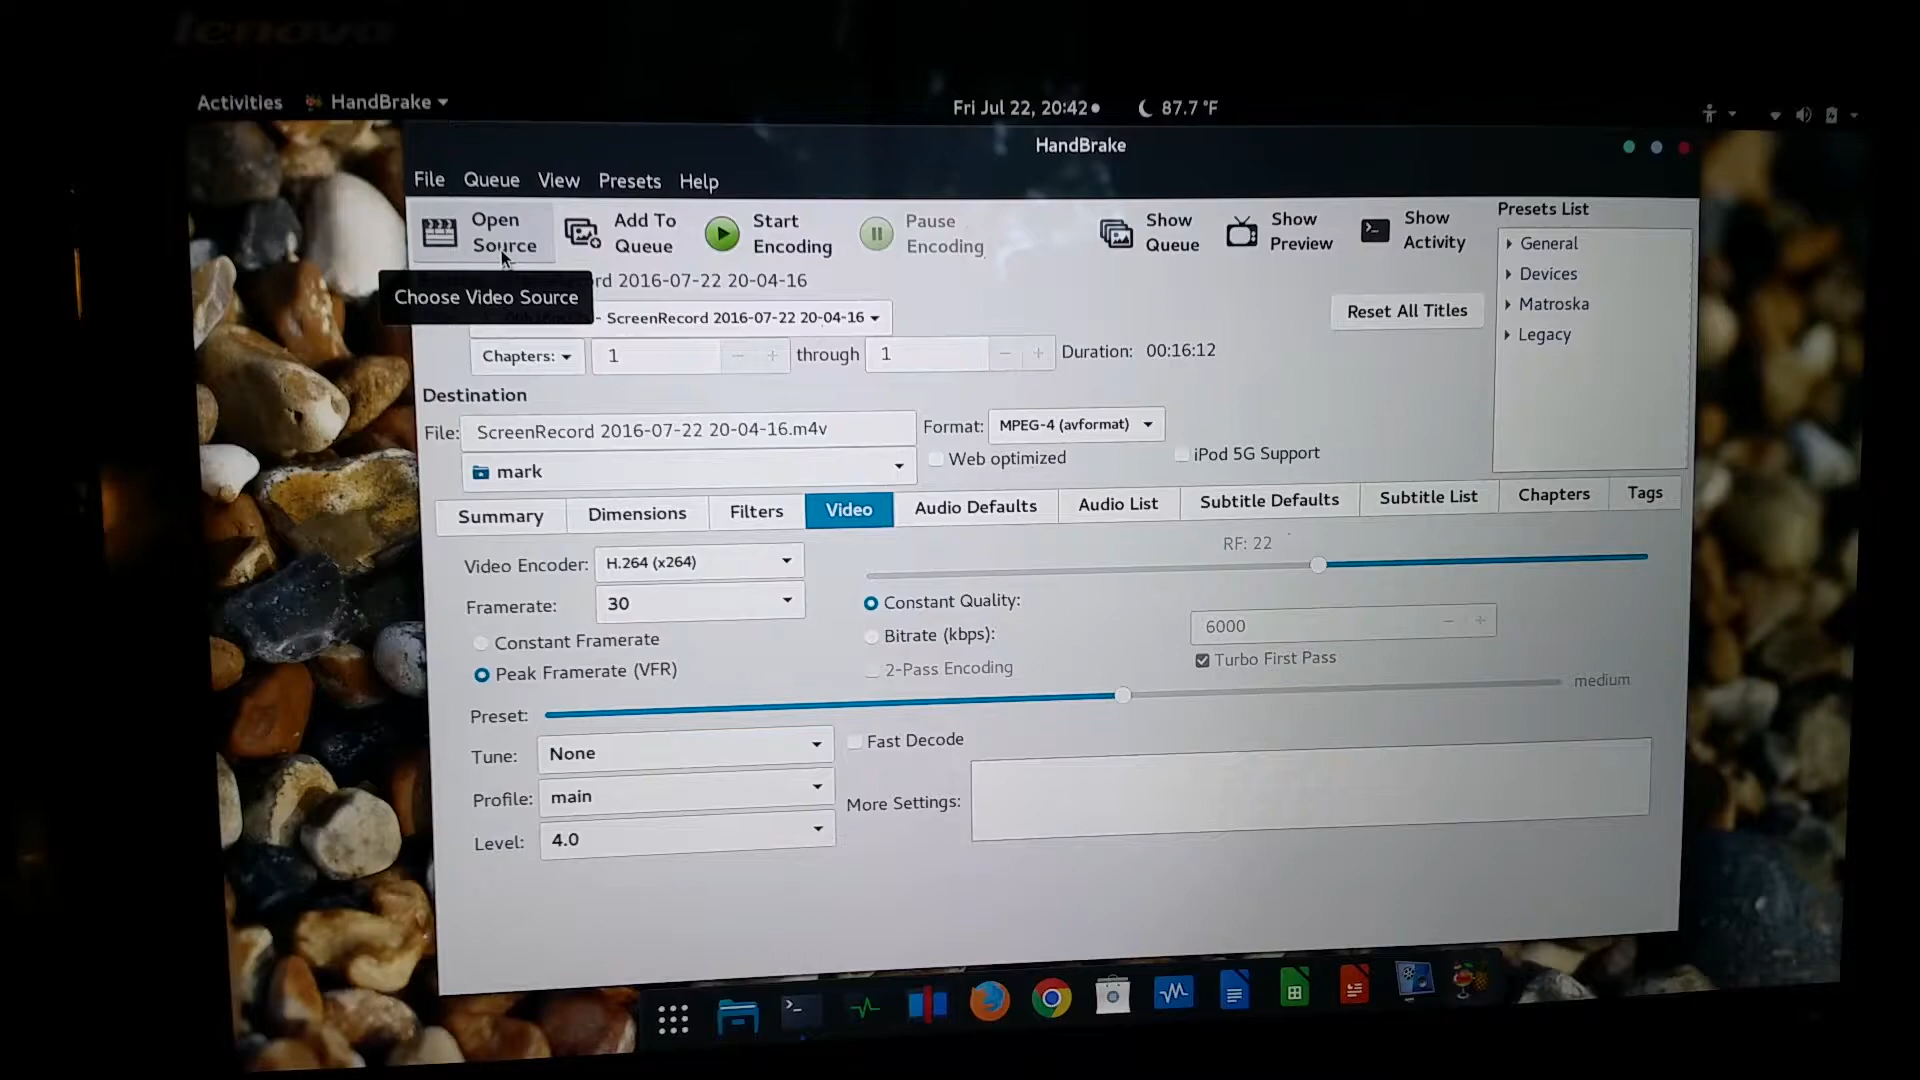 lenovo
Activities HandBrake Fri Jul 22, 20:42 87.7 °F
HandBrake
File Queue View Presets Help
Open Source Add To Queue Start Encoding Pause Encoding Show Queue Show Preview Show Activity
Presets List
General
Devices
Matroska
Legacy
Choose Video Source
rd 2016-07-22 20-04-16
- ScreenRecord 2016-07-22 20-04-16
Reset All Titles
Chapters: 1 - + through 1 - + Duration: 00:16:12
Destination
File: ScreenRecord 2016-07-22 20-04-16.m4v Format: MPEG-4 (avformat)
mark Web optimized iPod 5G Support
Summary Dimensions Filters Video Audio Defaults Audio List Subtitle Defaults Subtitle List Chapters Tags
RF: 22
Video Encoder: H.264 (x264)
Framerate: 30 Constant Quality:
Constant Framerate Bitrate (kbps): 6000 - +
Peak Framerate (VFR) 2-Pass Encoding Turbo First Pass
Preset: medium
Tune: None Fast Decode
Profile: main More Settings:
Level: 4.0